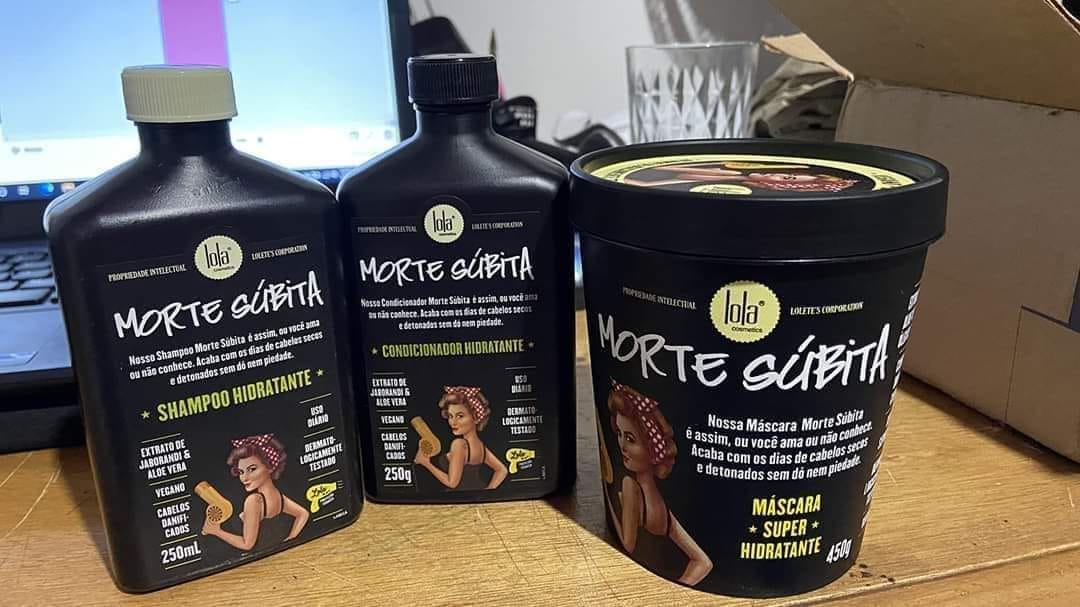 PROPRIEDADE INTELECTUAL
lola
cosmetics
LOLETE'S CORPORATION
MORTE SÚBITA
Nosso Shampoo Morte Súbita é assim, ou você ama
ou não conhece. Acaba com os dias de cabelos secos
e detonados sem dó nem piedade.
SHAMPOO HIDRATANTE
EXTRATO DE
JABORANDI &
ALOE VERA
VEGANO
CABELOS
DANIFI-
CADOS
250mL
USO
DIÁRIO
DERMATO-
LOGICAMENTE
TESTADO
PROPRIEDADE INTELECTUAL
lola
cosmetics
LOLETE'S CORPORATION
MORTE SÚBITA
Nosso Condicionador Morte Súbita é assim, ou você ama
ou não conhece. Acaba com os dias de cabelos secos
e detonados sem dó nem piedade.
CONDICIONADOR HIDRATANTE
EXTRATO DE
JABORANDI &
ALOE VERA
VEGANO
CABELOS
DANIFI-
CADOS
250g
USO
DIÁRIO
DERMATO-
LOGICAMENTE
TESTADO
PROPRIEDADE INTELECTUAL
lola
cosmetics
LOLETE'S CORPORATION
MORTE SÚBITA
Nossa Máscara Morte Súbita
é assim, ou você ama ou não conhece.
Acaba com os dias de cabelos secos
e detonados sem dó nem piedade.
MÁSCARA
SUPER
HIDRATANTE
450g